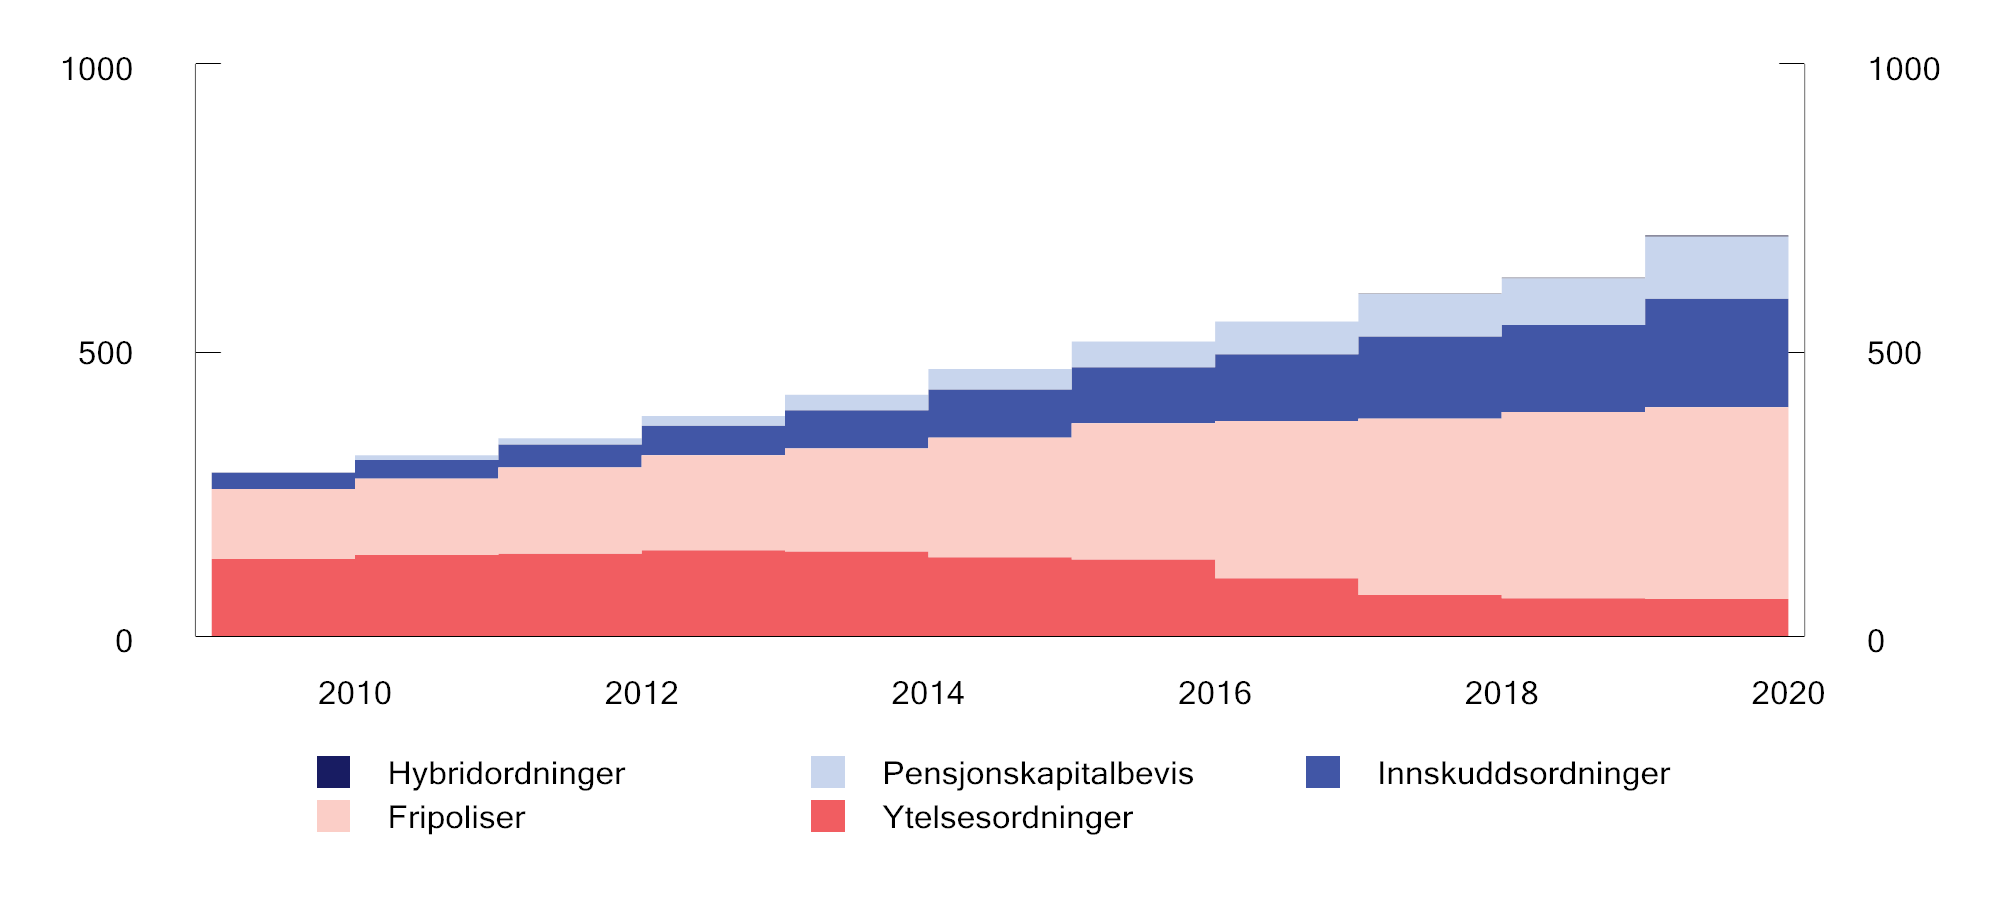 1000 1000
500 500
0 0
2010 2012 2014 2016 2018 2020
Hybridordninger Pensjonskapitalbevis Innskuddsordninger
Fripoliser Ytelsesordninger